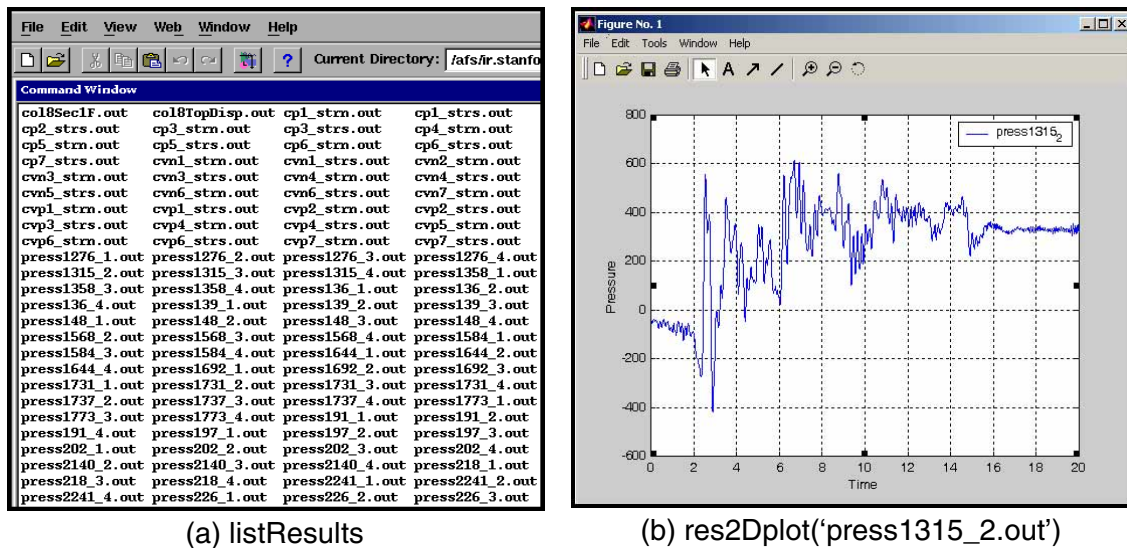 File Edit View Web Window Help
? Current Directory: /afs/ir.stanfo
Command Window
col8Sec1F.out col8TopDisp.out cp1_strn.out cp1_strs.out
cp2_strs.out cp3_strn.out cp3_strs.out cp4_strn.out
cp5_strn.out cp5_strs.out cp6_strn.out cp6_strs.out
cp7_strs.out cvn1_strn.out cvn1_strs.out cvn2_strn.out
cvn3_strn.out cvn3_strs.out cvn4_strn.out cvn4_strs.out
cvn5_strs.out cvn6_strn.out cvn6_strs.out cvn7_strn.out
cvp1_strn.out cvp1_strs.out cvp2_strn.out cvp2_strs.out
cvp3_strs.out cvp4_strn.out cvp4_strs.out cvp5_strn.out
cvp6_strn.out cvp6_strs.out cvp7_strn.out cvp7_strs.out
press1276_1.out press1276_2.out press1276_3.out press1276_4.out
press1315_2.out press1315_3.out press1315_4.out press1358_1.out
press1358_3.out press1358_4.out press136_1.out press136_2.out
press136_4.out press139_1.out press139_2.out press139_3.out
press148_1.out press148_2.out press148_3.out press148_4.out
press1568_2.out press1568_3.out press1568_4.out press1584_1.out
press1584_3.out press1584_4.out press1644_1.out press1644_2.out
press1644_4.out press1692_1.out press1692_2.out press1692_3.out
press1731_1.out press1731_2.out press1731_3.out press1731_4.out
press1737_2.out press1737_3.out press1737_4.out press1773_1.out
press1773_3.out press1773_4.out press191_1.out press191_2.out
press191_4.out press197_1.out press197_2.out press197_3.out
press202_1.out press202_2.out press202_3.out press202_4.out
press2140_2.out press2140_3.out press2140_4.out press218_1.out
press218_3.out press218_4.out press2241_1.out press2241_2.out
press2241_4.out press226_1.out press226_2.out press226_3.out
(a) listResults
Figure No. 1
File Edit Tools Window Help
A
800
600
400
200
0
-200
-400
-600
Pressure
press1315₂
0 2 4 6 8 10 12 14 16 18 20
Time
(b) res2Dplot(‘press1315_2.out’)